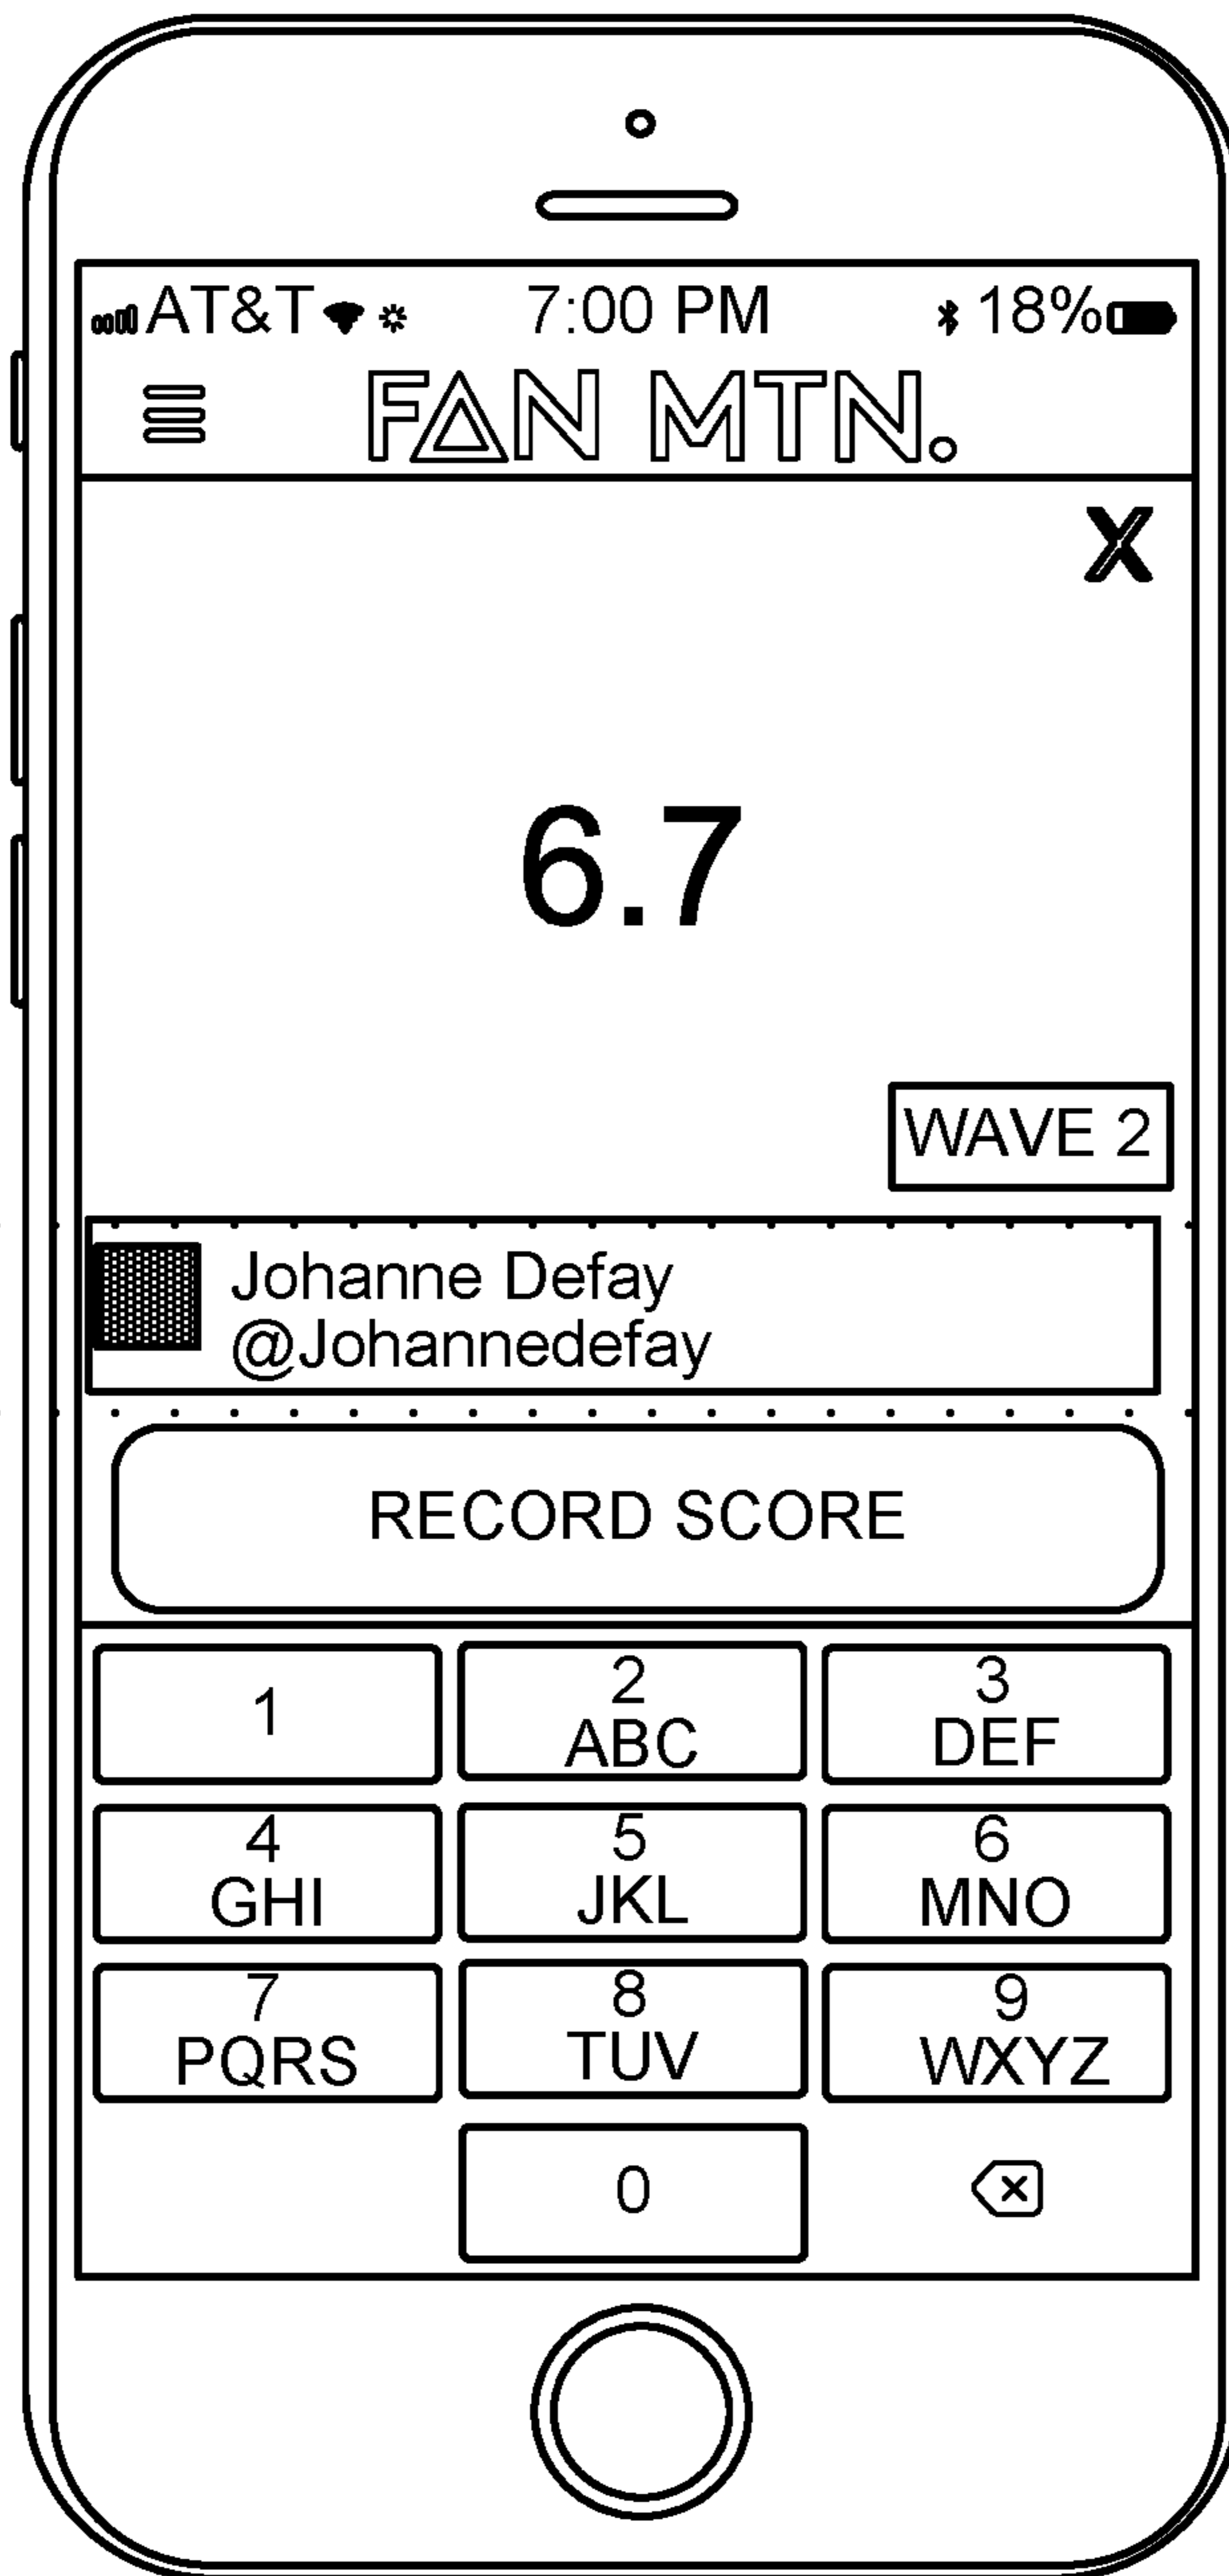 AT&T 7:00 PM 18%
FAN MTN.
X
6.7
WAVE 2
Johanne Defay
@Johannedefay
RECORD SCORE
1 2 3
ABC DEF
4 5 6
GHI JKL MNO
7 8 9
PQRS TUV WXYZ
0